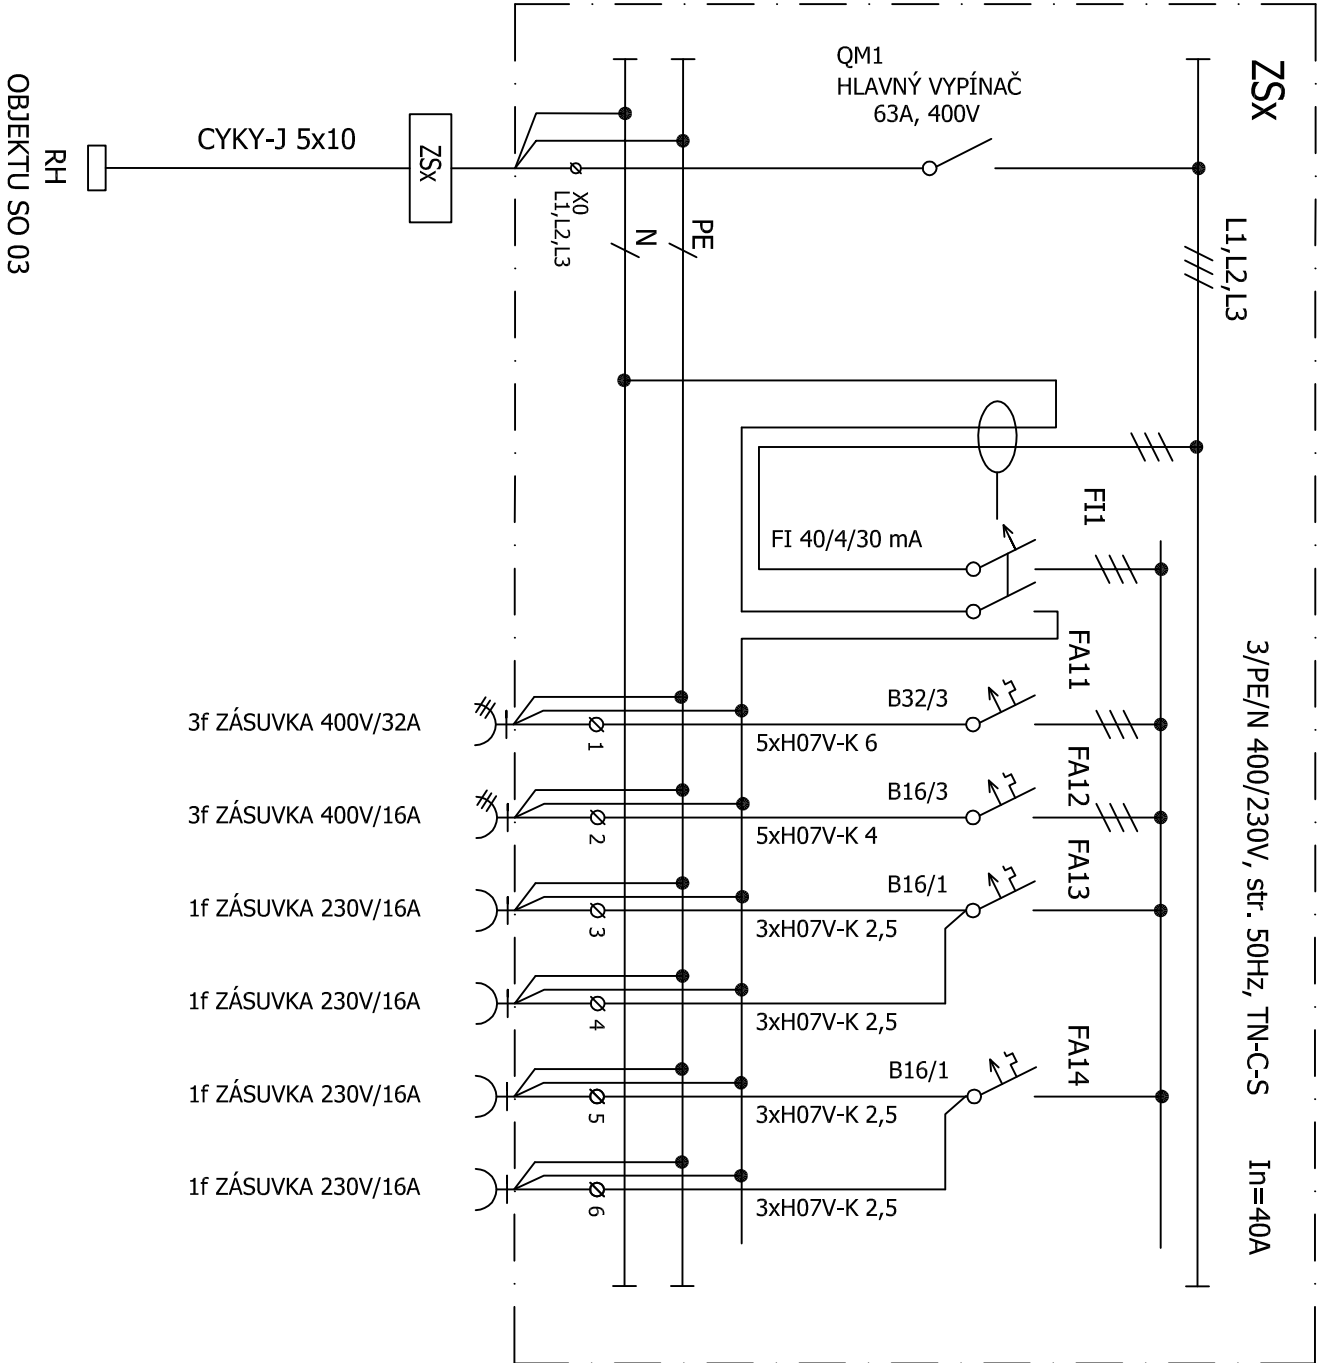 ZSx
QM1
HLAVNÝ VYPÍNAČ
63A, 400V
CYKY-J 5x10
ZSx
RH
OBJEKTU SO 03
X0
L1,L2,L3
N
PE
L1,L2,L3
FI1
FI 40/4/30 mA
3/PE/N 400/230V, str. 50Hz, TN-C-S
In=40A
FA11
B32/3
3f ZÁSUVKA 400V/32A
1
5xH07V-K 6
FA12
B16/3
3f ZÁSUVKA 400V/16A
2
5xH07V-K 4
FA13
B16/1
1f ZÁSUVKA 230V/16A
3
3xH07V-K 2,5
1f ZÁSUVKA 230V/16A
4
3xH07V-K 2,5
FA14
B16/1
1f ZÁSUVKA 230V/16A
5
3xH07V-K 2,5
1f ZÁSUVKA 230V/16A
6
3xH07V-K 2,5